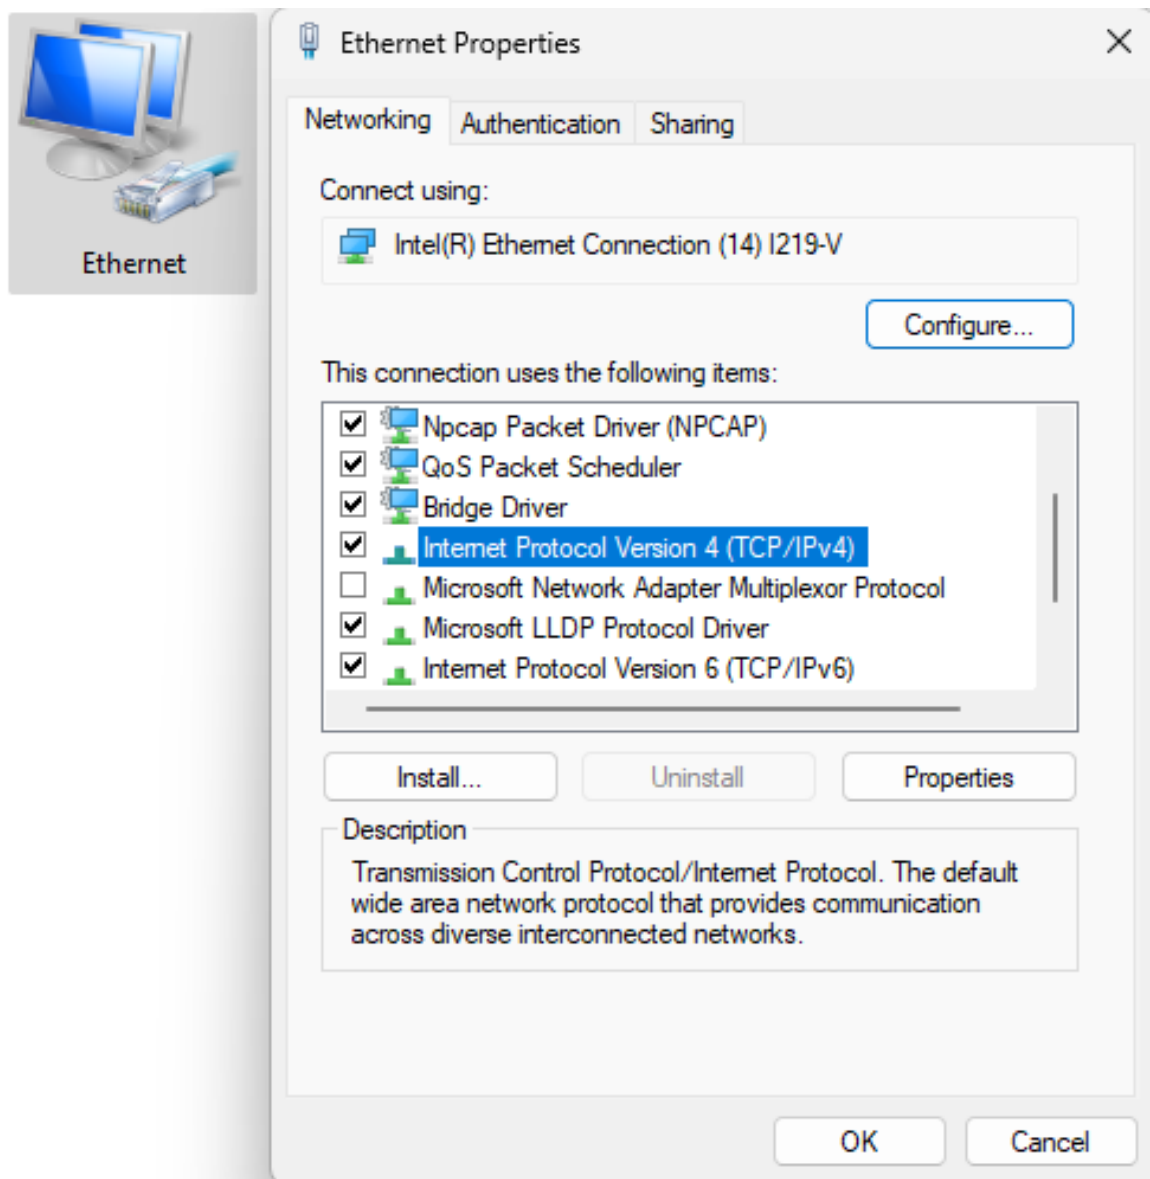 Ethernet
Ethernet Properties
Networking
Authentication
Sharing
Connect using:
Intel(R) Ethernet Connection (14) I219-V
Configure...
This connection uses the following items:
Npcap Packet Driver (NPCAP)
QoS Packet Scheduler
Bridge Driver
Internet Protocol Version 4 (TCP/IPv4)
Microsoft Network Adapter Multiplexor Protocol
Microsoft LLDP Protocol Driver
Internet Protocol Version 6 (TCP/IPv6)
Install...
Uninstall
Properties
Description
Transmission Control Protocol/Internet Protocol. The default
wide area network protocol that provides communication
across diverse interconnected networks.
OK
Cancel